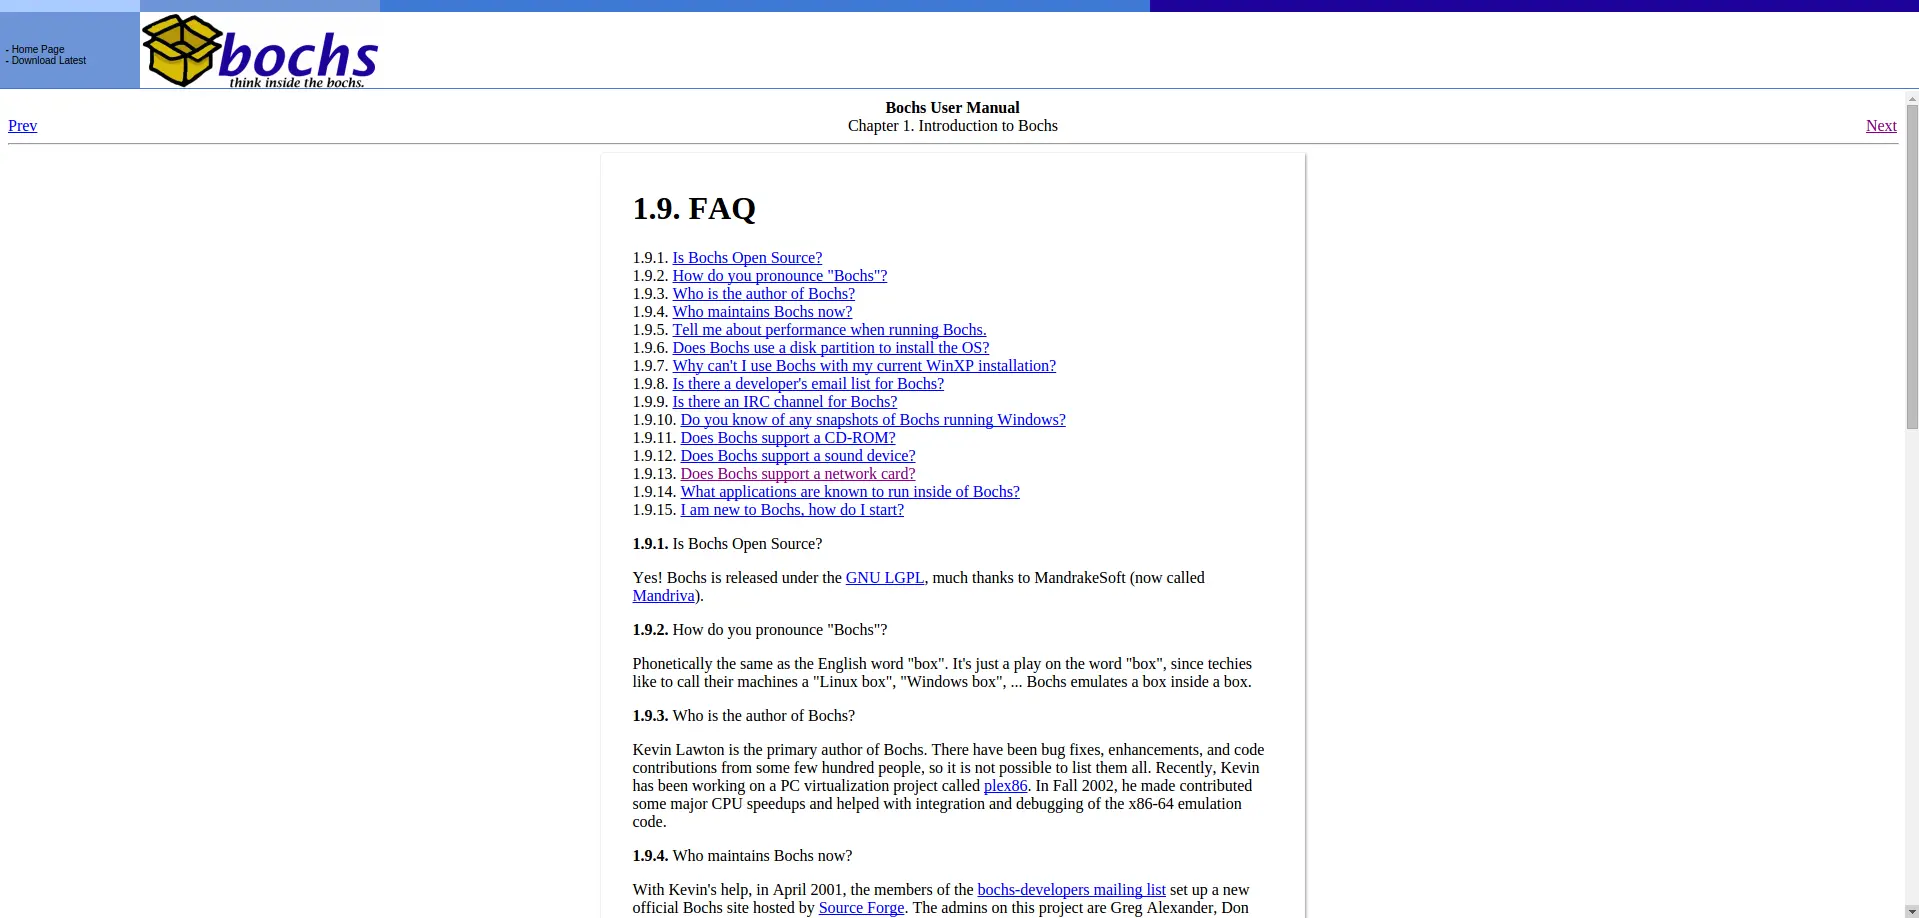 - Home Page
- Download Latest
bochs
think inside the bochs.
Bochs User Manual
Prev
Chapter 1. Introduction to Bochs
Next
1.9. FAQ
1.9.1. Is Bochs Open Source?
1.9.2. How do you pronounce "Bochs"?
1.9.3. Who is the author of Bochs?
1.9.4. Who maintains Bochs now?
1.9.5. Tell me about performance when running Bochs.
1.9.6. Does Bochs use a disk partition to install the OS?
1.9.7. Why can't I use Bochs with my current WinXP installation?
1.9.8. Is there a developer's email list for Bochs?
1.9.9. Is there an IRC channel for Bochs?
1.9.10. Do you know of any snapshots of Bochs running Windows?
1.9.11. Does Bochs support a CD-ROM?
1.9.12. Does Bochs support a sound device?
1.9.13. Does Bochs support a network card?
1.9.14. What applications are known to run inside of Bochs?
1.9.15. I am new to Bochs, how do I start?
1.9.1. Is Bochs Open Source?
Yes! Bochs is released under the GNU LGPL, much thanks to MandrakeSoft (now called
Mandriva).
1.9.2. How do you pronounce "Bochs"?
Phonetically the same as the English word "box". It's just a play on the word "box", since techies
like to call their machines a "Linux box", "Windows box", ... Bochs emulates a box inside a box.
1.9.3. Who is the author of Bochs?
Kevin Lawton is the primary author of Bochs. There have been bug fixes, enhancements, and code
contributions from some few hundred people, so it is not possible to list them all. Recently, Kevin
has been working on a PC virtualization project called plex86. In Fall 2002, he made contributed
some major CPU speedups and helped with integration and debugging of the x86-64 emulation
code.
1.9.4. Who maintains Bochs now?
With Kevin's help, in April 2001, the members of the bochs-developers mailing list set up a new
official Bochs site hosted by Source Forge. The admins on this project are Greg Alexander, Don